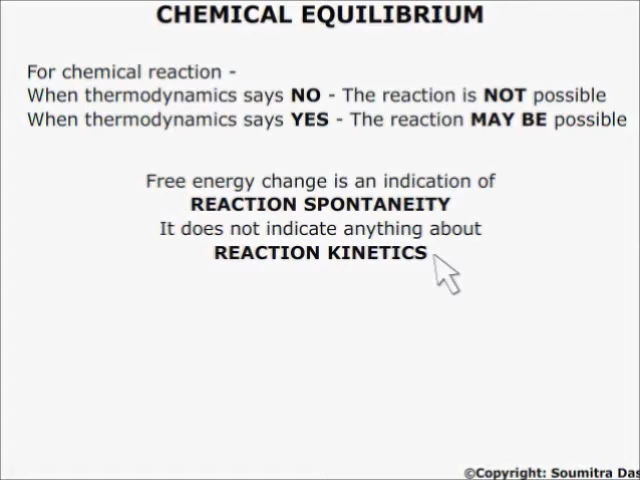 CHEMICAL EQUILIBRIUM
For chemical reaction -
When thermodynamics says NO - The reaction is NOT possible
When thermodynamics says YES - The reaction MAY BE possible
Free energy change is an indication of
REACTION SPONTANEITY
It does not indicate anything about
REACTION KINETICS
©Copyright: Soumitra Das